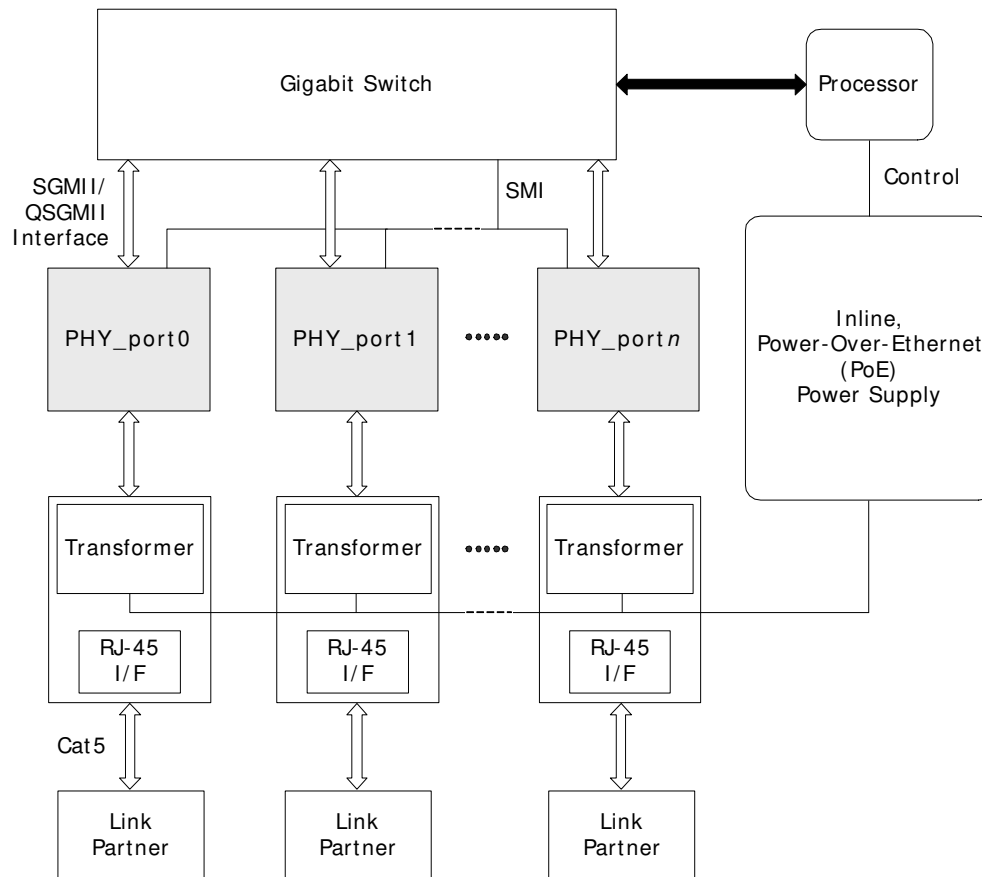 Gigabit Switch
Processor
SGMII/
QSGMII
Interface
SMI
Control
PHY_port0
PHY_port1
PHY_portn
Inline,
Power-Over-Ethernet
(PoE)
Power Supply
Transformer
Transformer
Transformer
RJ-45
I/F
RJ-45
I/F
RJ-45
I/F
Cat5
Link
Partner
Link
Partner
Link
Partner